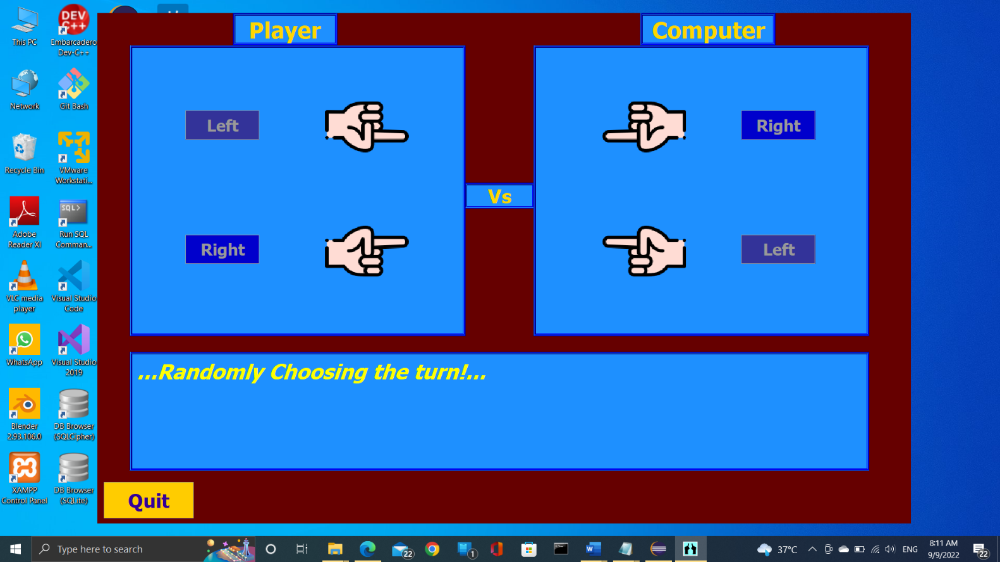 Player
Computer
Left
Right
Vs
Right
Left
...Randomly Choosing the turn!...
Quit
This PC
DEV
C++
Embarcadero
Dev-C++
Network
Git Bash
Recycle Bin
VMware
Workstati...
Adobe
Reader XI
SQL>
Run SQL
Comman...
VLC media
player
Visual Studio
Code
WhatsApp
Visual Studio
2019
Blender
2.93.106.0
DB Browser
(SQLCipher)
XAMPP
Control Panel
DB Browser
(SQLite)
Type here to search
22
1
37°C
ENG
8:11 AM
9/9/2022
22